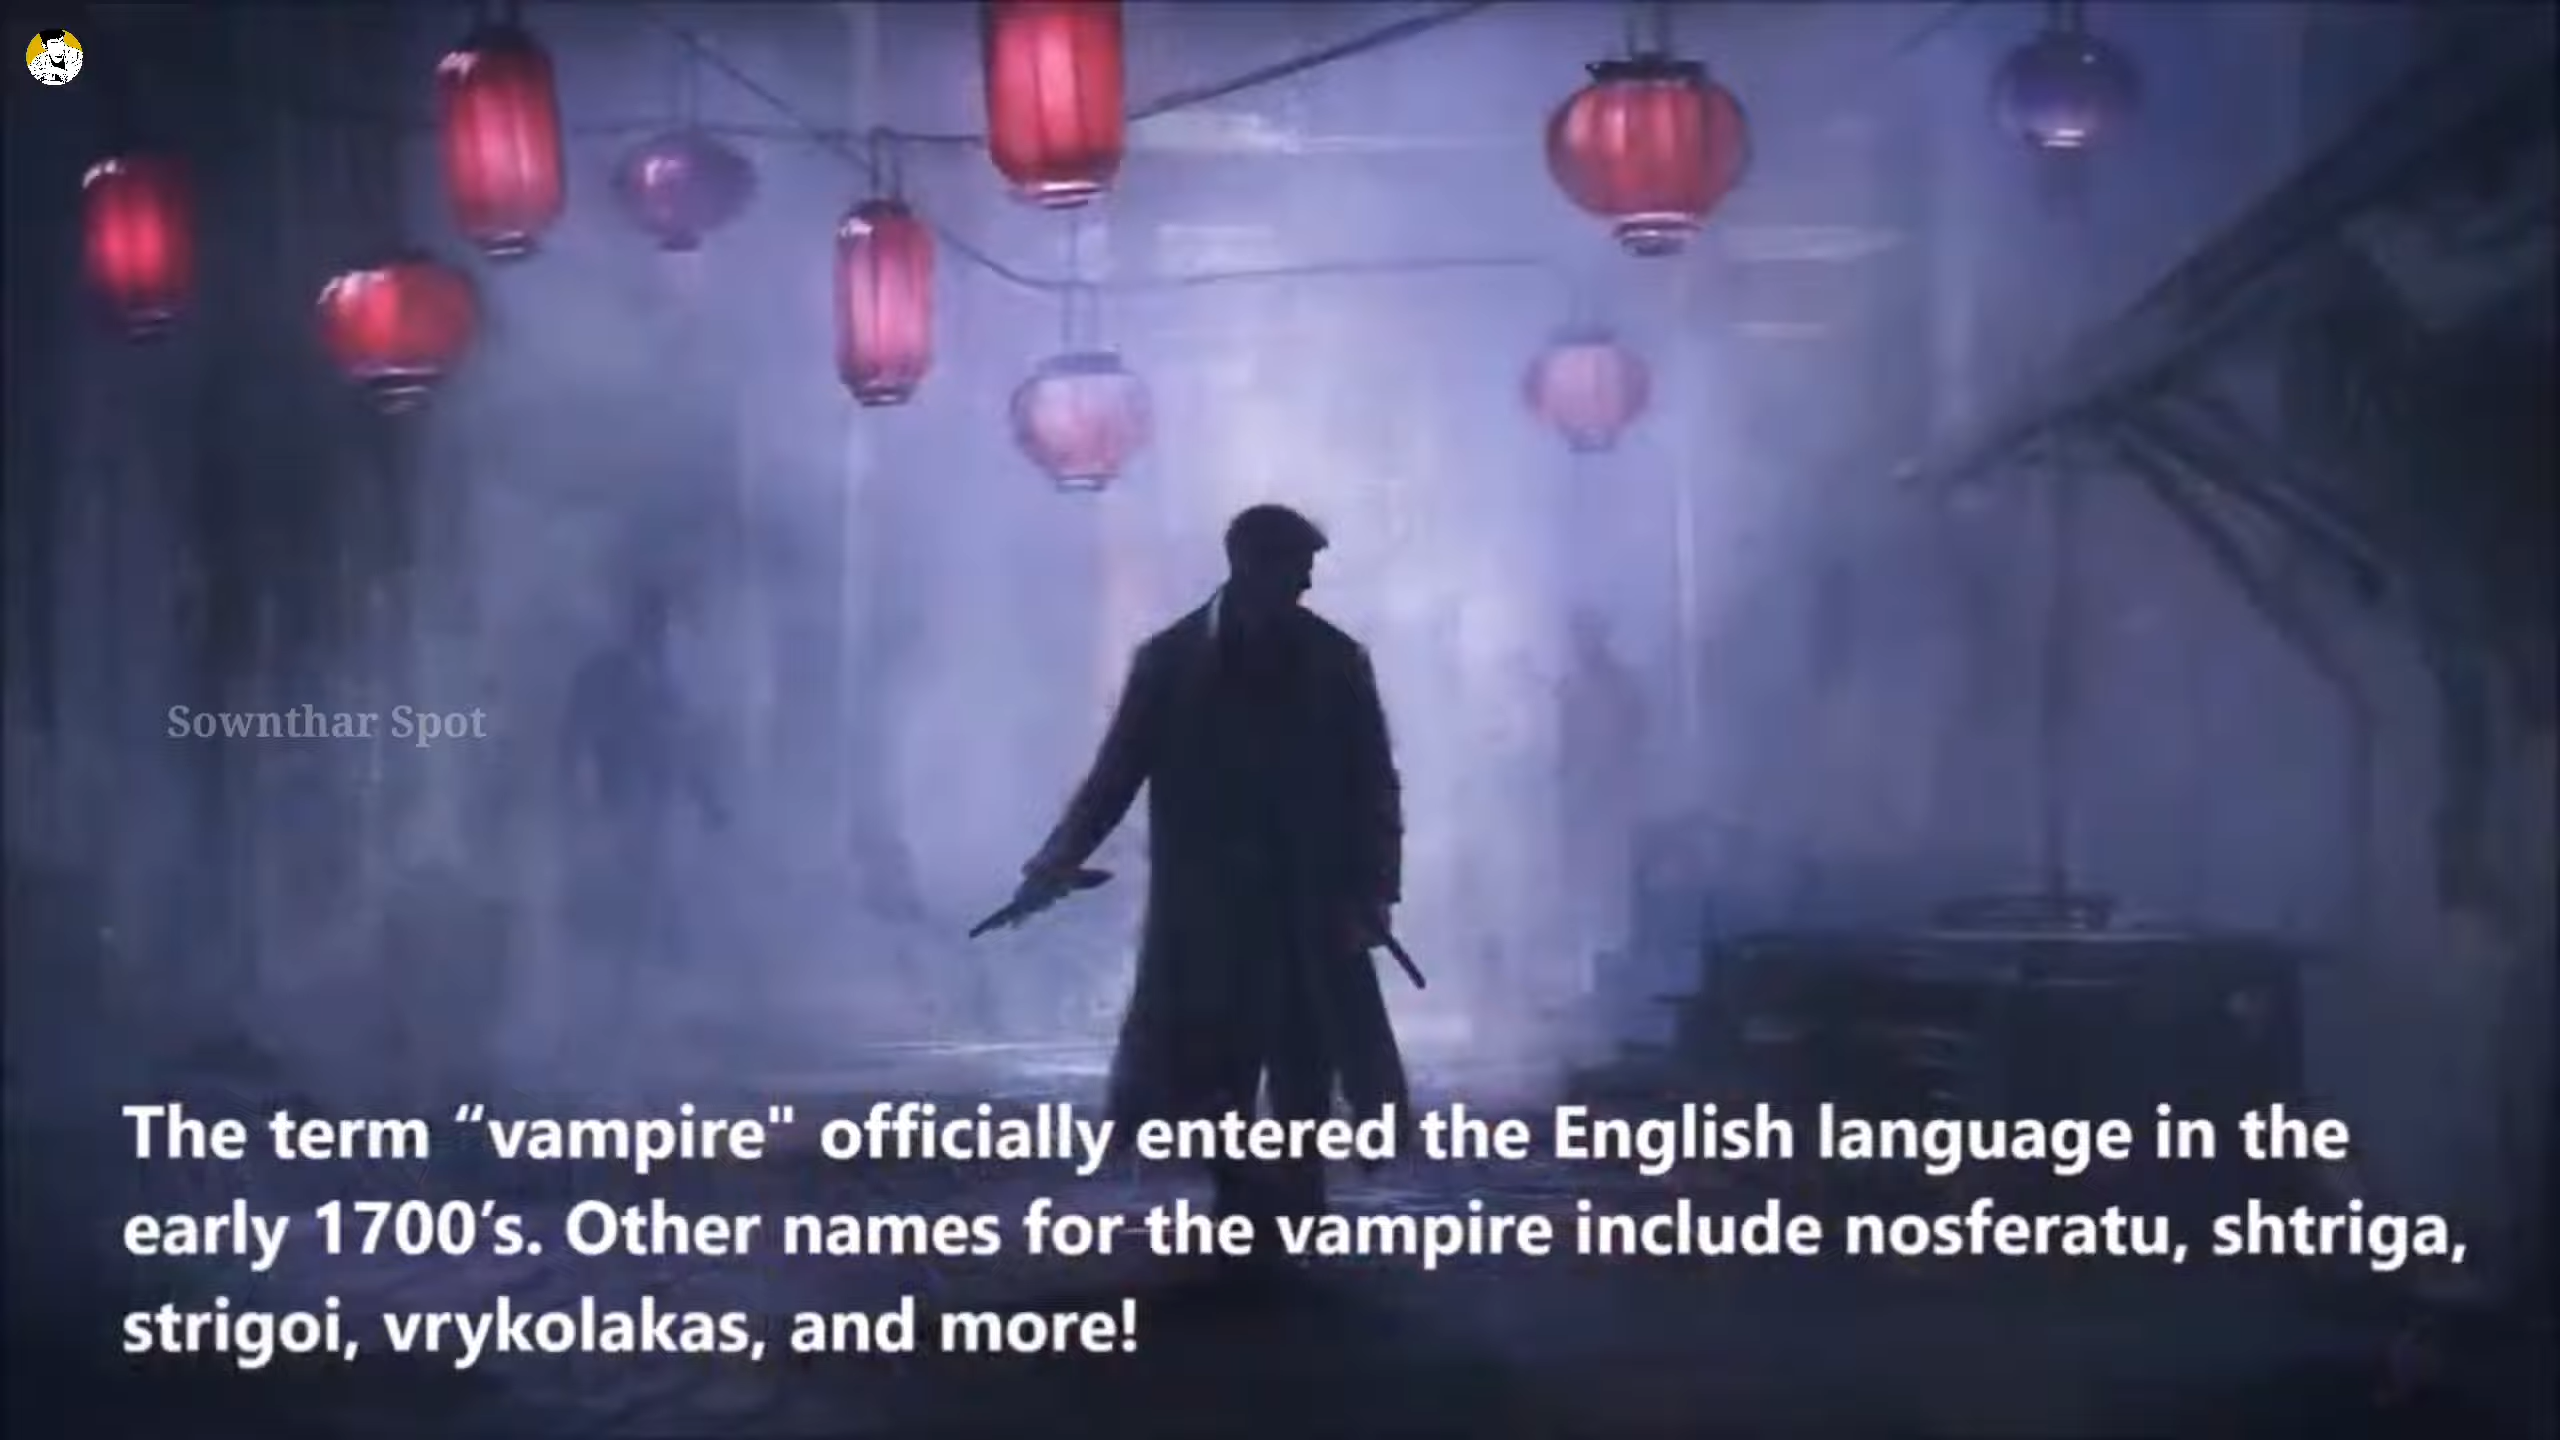 Sownthar Spot
The term “vampire" officially entered the English language in the
early 1700’s. Other names for the vampire include nosferatu, shtriga,
strigoi, vrykolakas, and more!